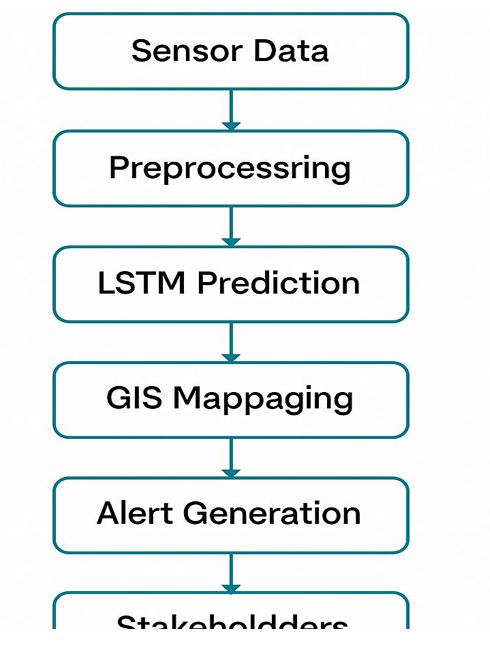 Sensor Data
Preprocessring
LSTM Prediction
GIS Mappaging
Alert Generation
Stakeholdders